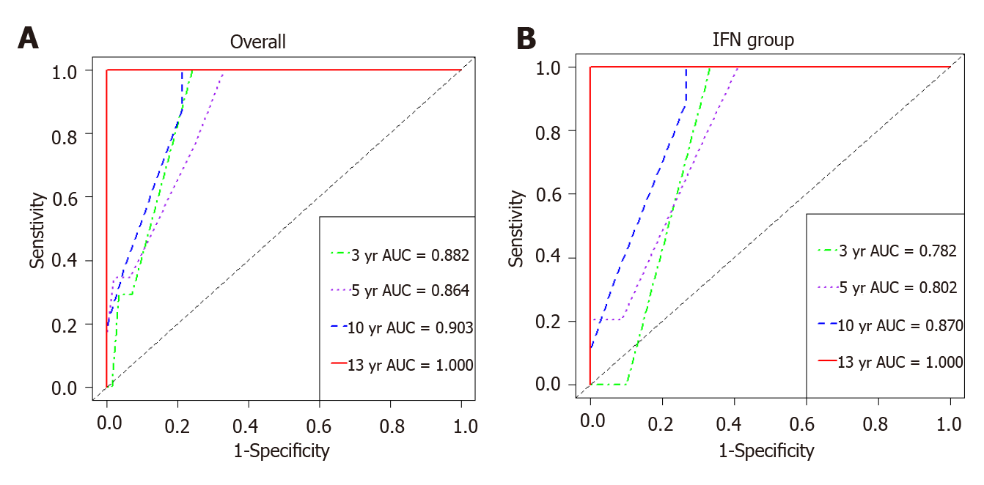 A
Overall
1.0
0.8
0.6
0.4
0.2
0.0
Senstivity
3 yr AUC = 0.882
5 yr AUC = 0.864
10 yr AUC = 0.903
13 yr AUC = 1.000
0.0 0.2 0.4 0.6 0.8 1.0
1-Specificity
B
IFN group
1.0
0.8
0.6
0.4
0.2
0.0
Senstivity
3 yr AUC = 0.782
5 yr AUC = 0.802
10 yr AUC = 0.870
13 yr AUC = 1.000
0.0 0.2 0.4 0.6 0.8 1.0
1-Specificity